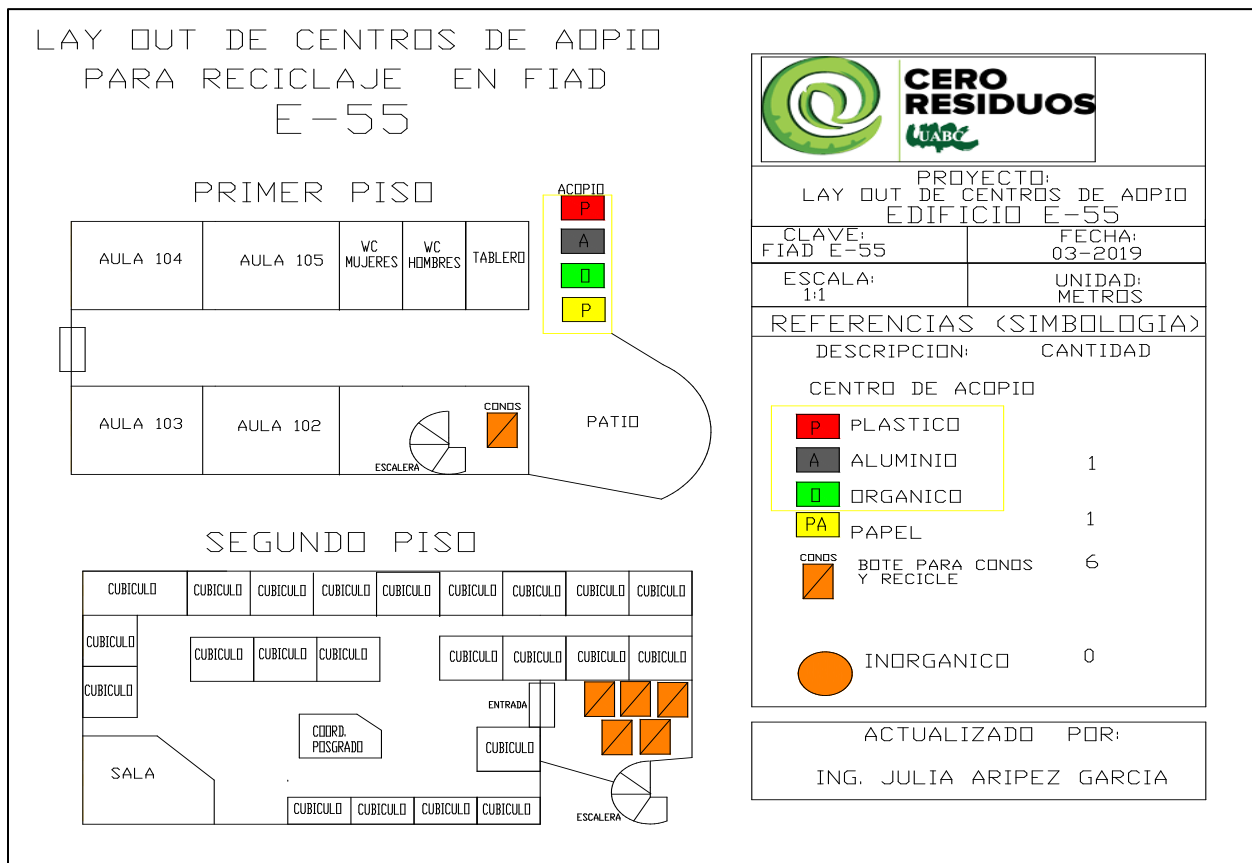 LAY OUT DE CENTROS DE AOPIO
PARA RECICLAJE EN FIAD
E-55
PRIMER PISO
ACOPIO
P
A
O
P
AULA 104
AULA 105
WC
MUJERES
WC
HOMBRES
TABLERO
AULA 103
AULA 102
ESCALERA
CONOS
PATIO
SEGUNDO PISO
CUBICULO CUBICULO CUBICULO CUBICULO CUBICULO CUBICULO CUBICULO CUBICULO CUBICULO
CUBICULO
CUBICULO CUBICULO CUBICULO CUBICULO CUBICULO CUBICULO CUBICULO
CUBICULO
ENTRADA
COORD.
POSGRADO
CUBICULO
SALA
CUBICULO CUBICULO CUBICULO CUBICULO
ESCALERA
CERO
RESIDUOS
UABC
PROYECTO:
LAY OUT DE CENTROS DE AOPIO
EDIFICIO E-55
CLAVE:
FIAD E-55
FECHA:
03-2019
ESCALA:
1:1
UNIDAD:
METROS
REFERENCIAS (SIMBOLOGIA)
DESCRIPCION: CANTIDAD
CENTRO DE ACOPIO
P PLASTICO
A ALUMINIO 1
O ORGANICO
PA PAPEL 1
CONOS
BOTE PARA CONOS 6
Y RECICLE
INORGANICO 0
ACTUALIZADO POR:
ING. JULIA ARIPEZ GARCIA